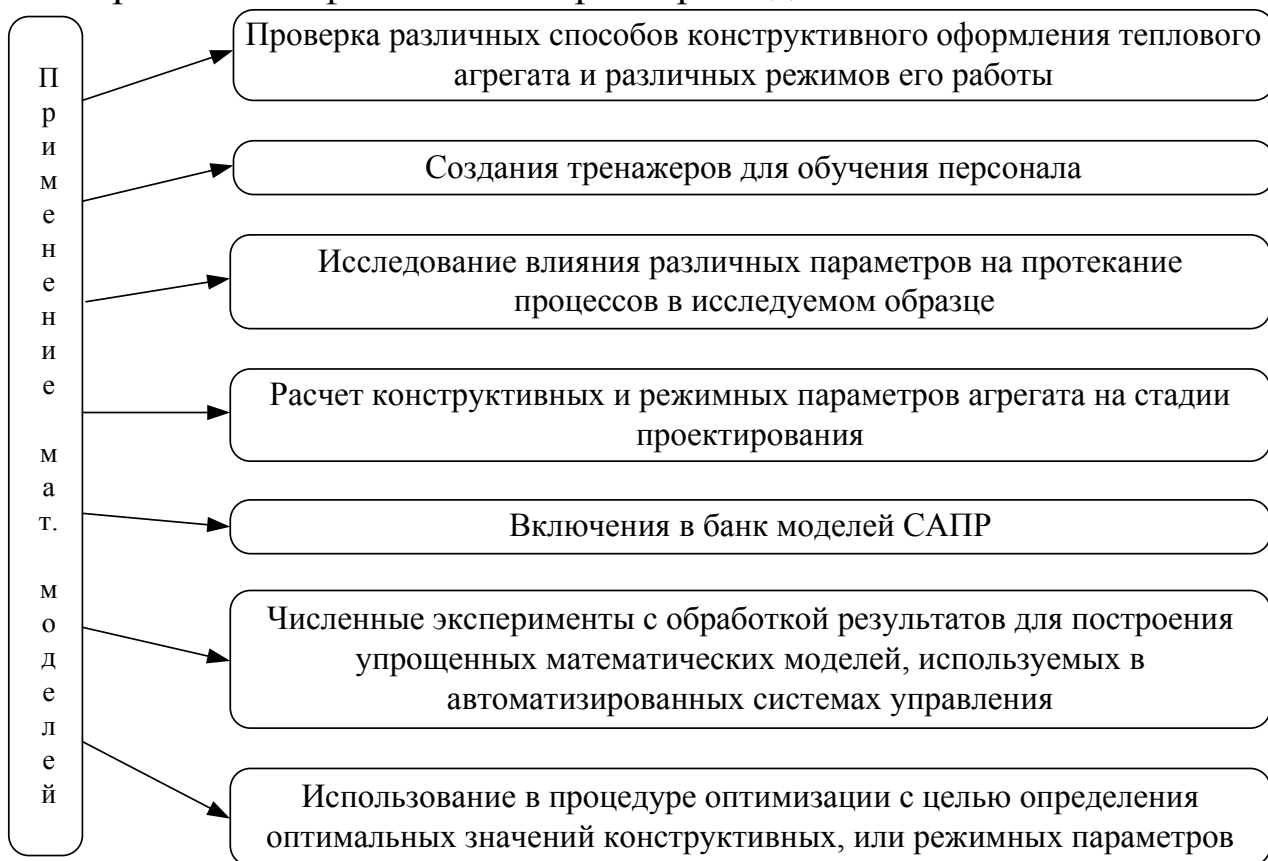 Применение мат. моделей
Проверка различных способов конструктивного оформления теплового
агрегата и различных режимов его работы
Создания тренажеров для обучения персонала
Исследование влияния различных параметров на протекание
процессов в исследуемом образце
Расчет конструктивных и режимных параметров агрегата на стадии
проектирования
Включения в банк моделей САПР
Численные эксперименты с обработкой результатов для построения
упрощенных математических моделей, используемых в
автоматизированных системах управления
Использование в процедуре оптимизации с целью определения
оптимальных значений конструктивных, или режимных параметров